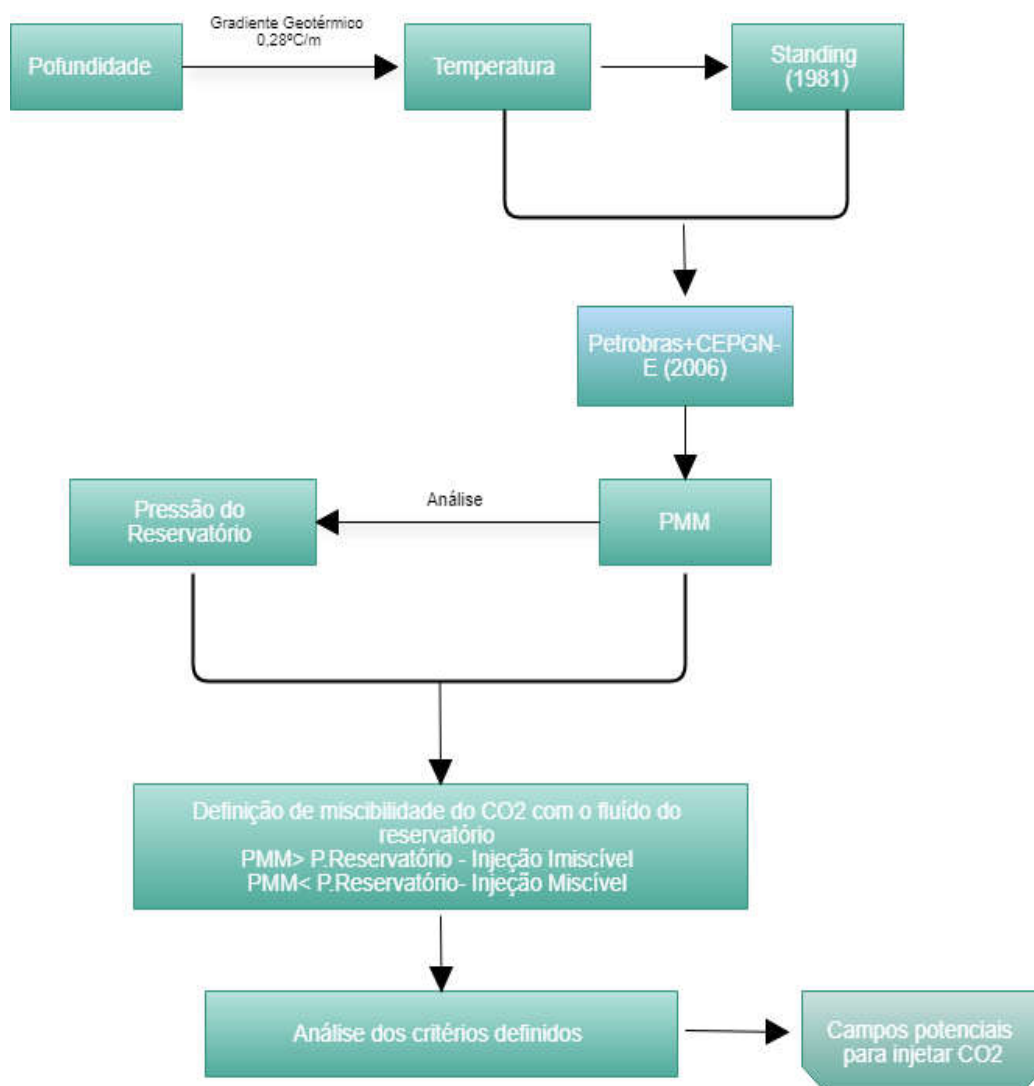 Gradiente Geotérmico
0,28ºC/m
Pofundidade
Temperatura
Standing
(1981)
Petrobras+CEPGN-
E (2006)
Pressão do
Reservatório
Análise
PMM
Definição de miscibilidade do CO2 com o fluído do
reservatório
PMM> P.Reservatório - Injeção Imiscível
PMM< P.Reservatório- Injeção Miscível
Análise dos critérios definidos
Campos potenciais
para injetar CO2